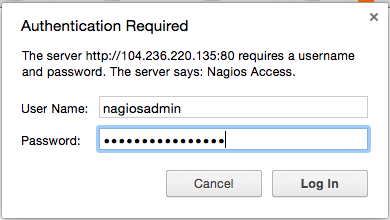 Authentication Required
The server http://104.236.220.135:80 requires a username
and password. The server says: Nagios Access.
User Name: nagiosadmin
Password: ••••••••••••••••
Cancel Log In